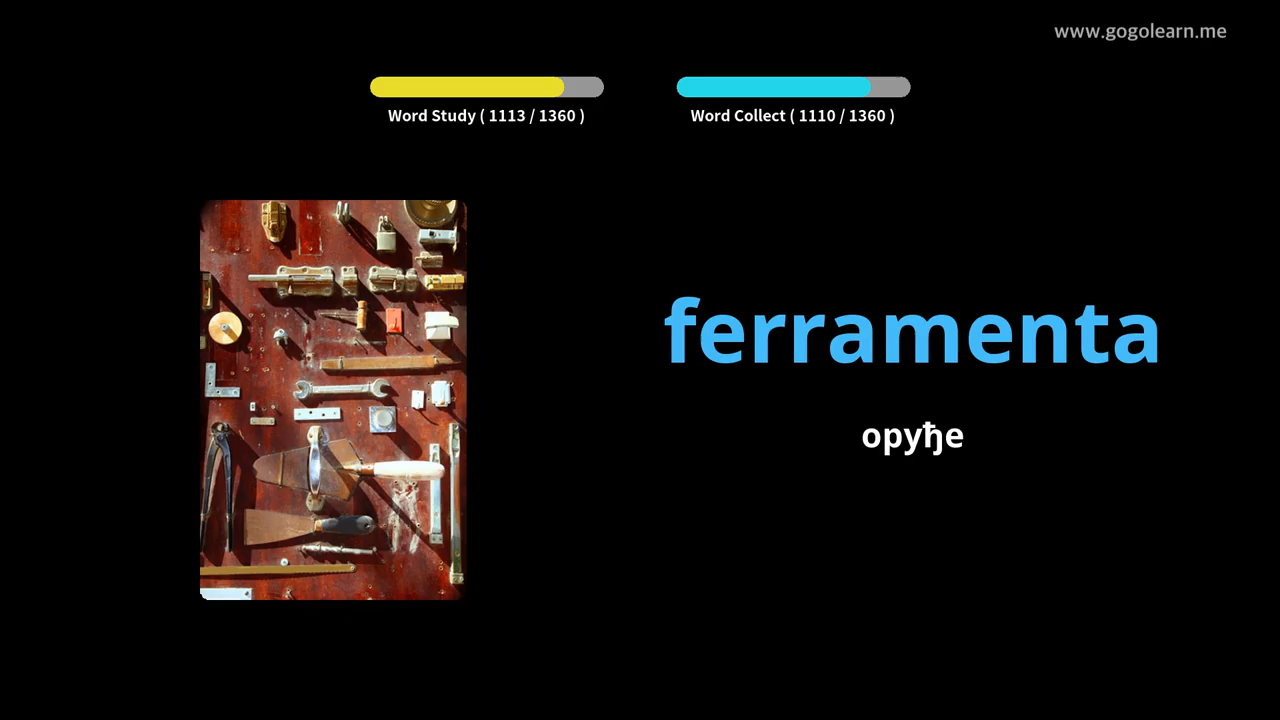 www.gogolearn.me
Word Study ( 1113 / 1360 )
Word Collect ( 1110 / 1360 )
ferramenta
оруђе